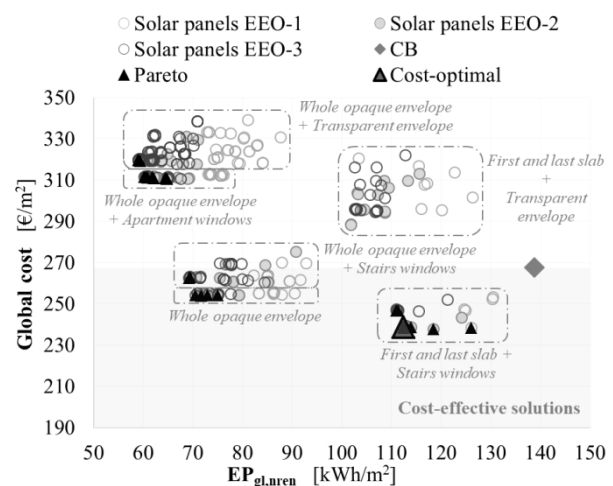 Solar panels EEO-1
Solar panels EEO-2
Solar panels EEO-3
CB
Pareto
Cost-optimal
Global cost [€/m²]
350
330
310
290
270
250
230
210
190
Whole opaque envelope
+ Transparent envelope
First and last slab
+
Transparent
envelope
Whole opaque envelope
+ Apartment windows
Whole opaque envelope
+ Stairs windows
Whole opaque envelope
First and last slab +
Stairs windows
Cost-effective solutions
50 60 70 80 90 100 110 120 130 140 150
EPgl,nren [kWh/m²]